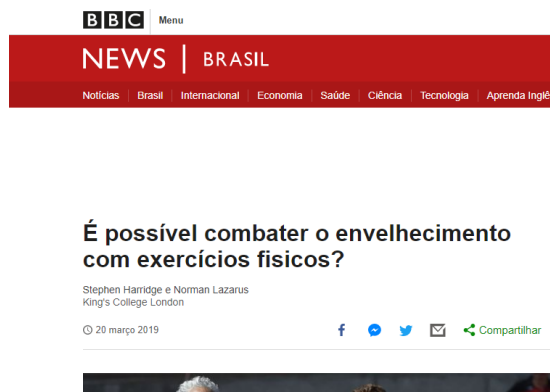 BBC Menu
NEWS BRASIL
Notícias Brasil Internacional Economia Saúde Ciência Tecnologia Aprenda Inglê
É possível combater o envelhecimento
com exercícios fisicos?
Stephen Harridge e Norman Lazarus
King's College London
20 março 2019 Compartilhar